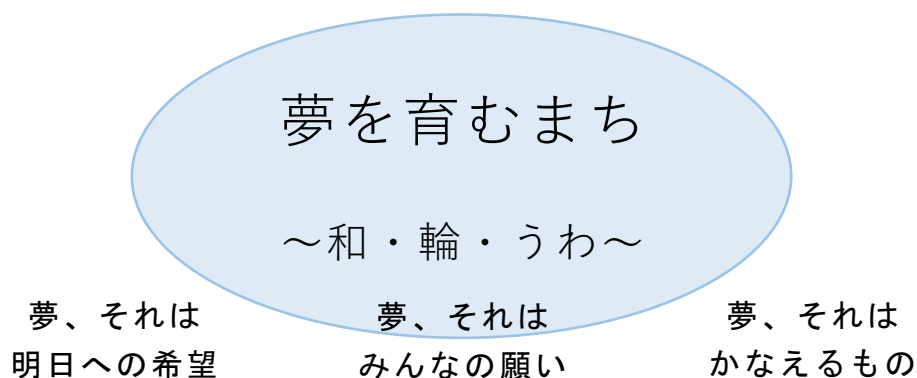 夢を育むまち
～和・輪・うわ～
夢、それは
明日への希望
夢、それは
みんなの願い
夢、それは
かなえるもの